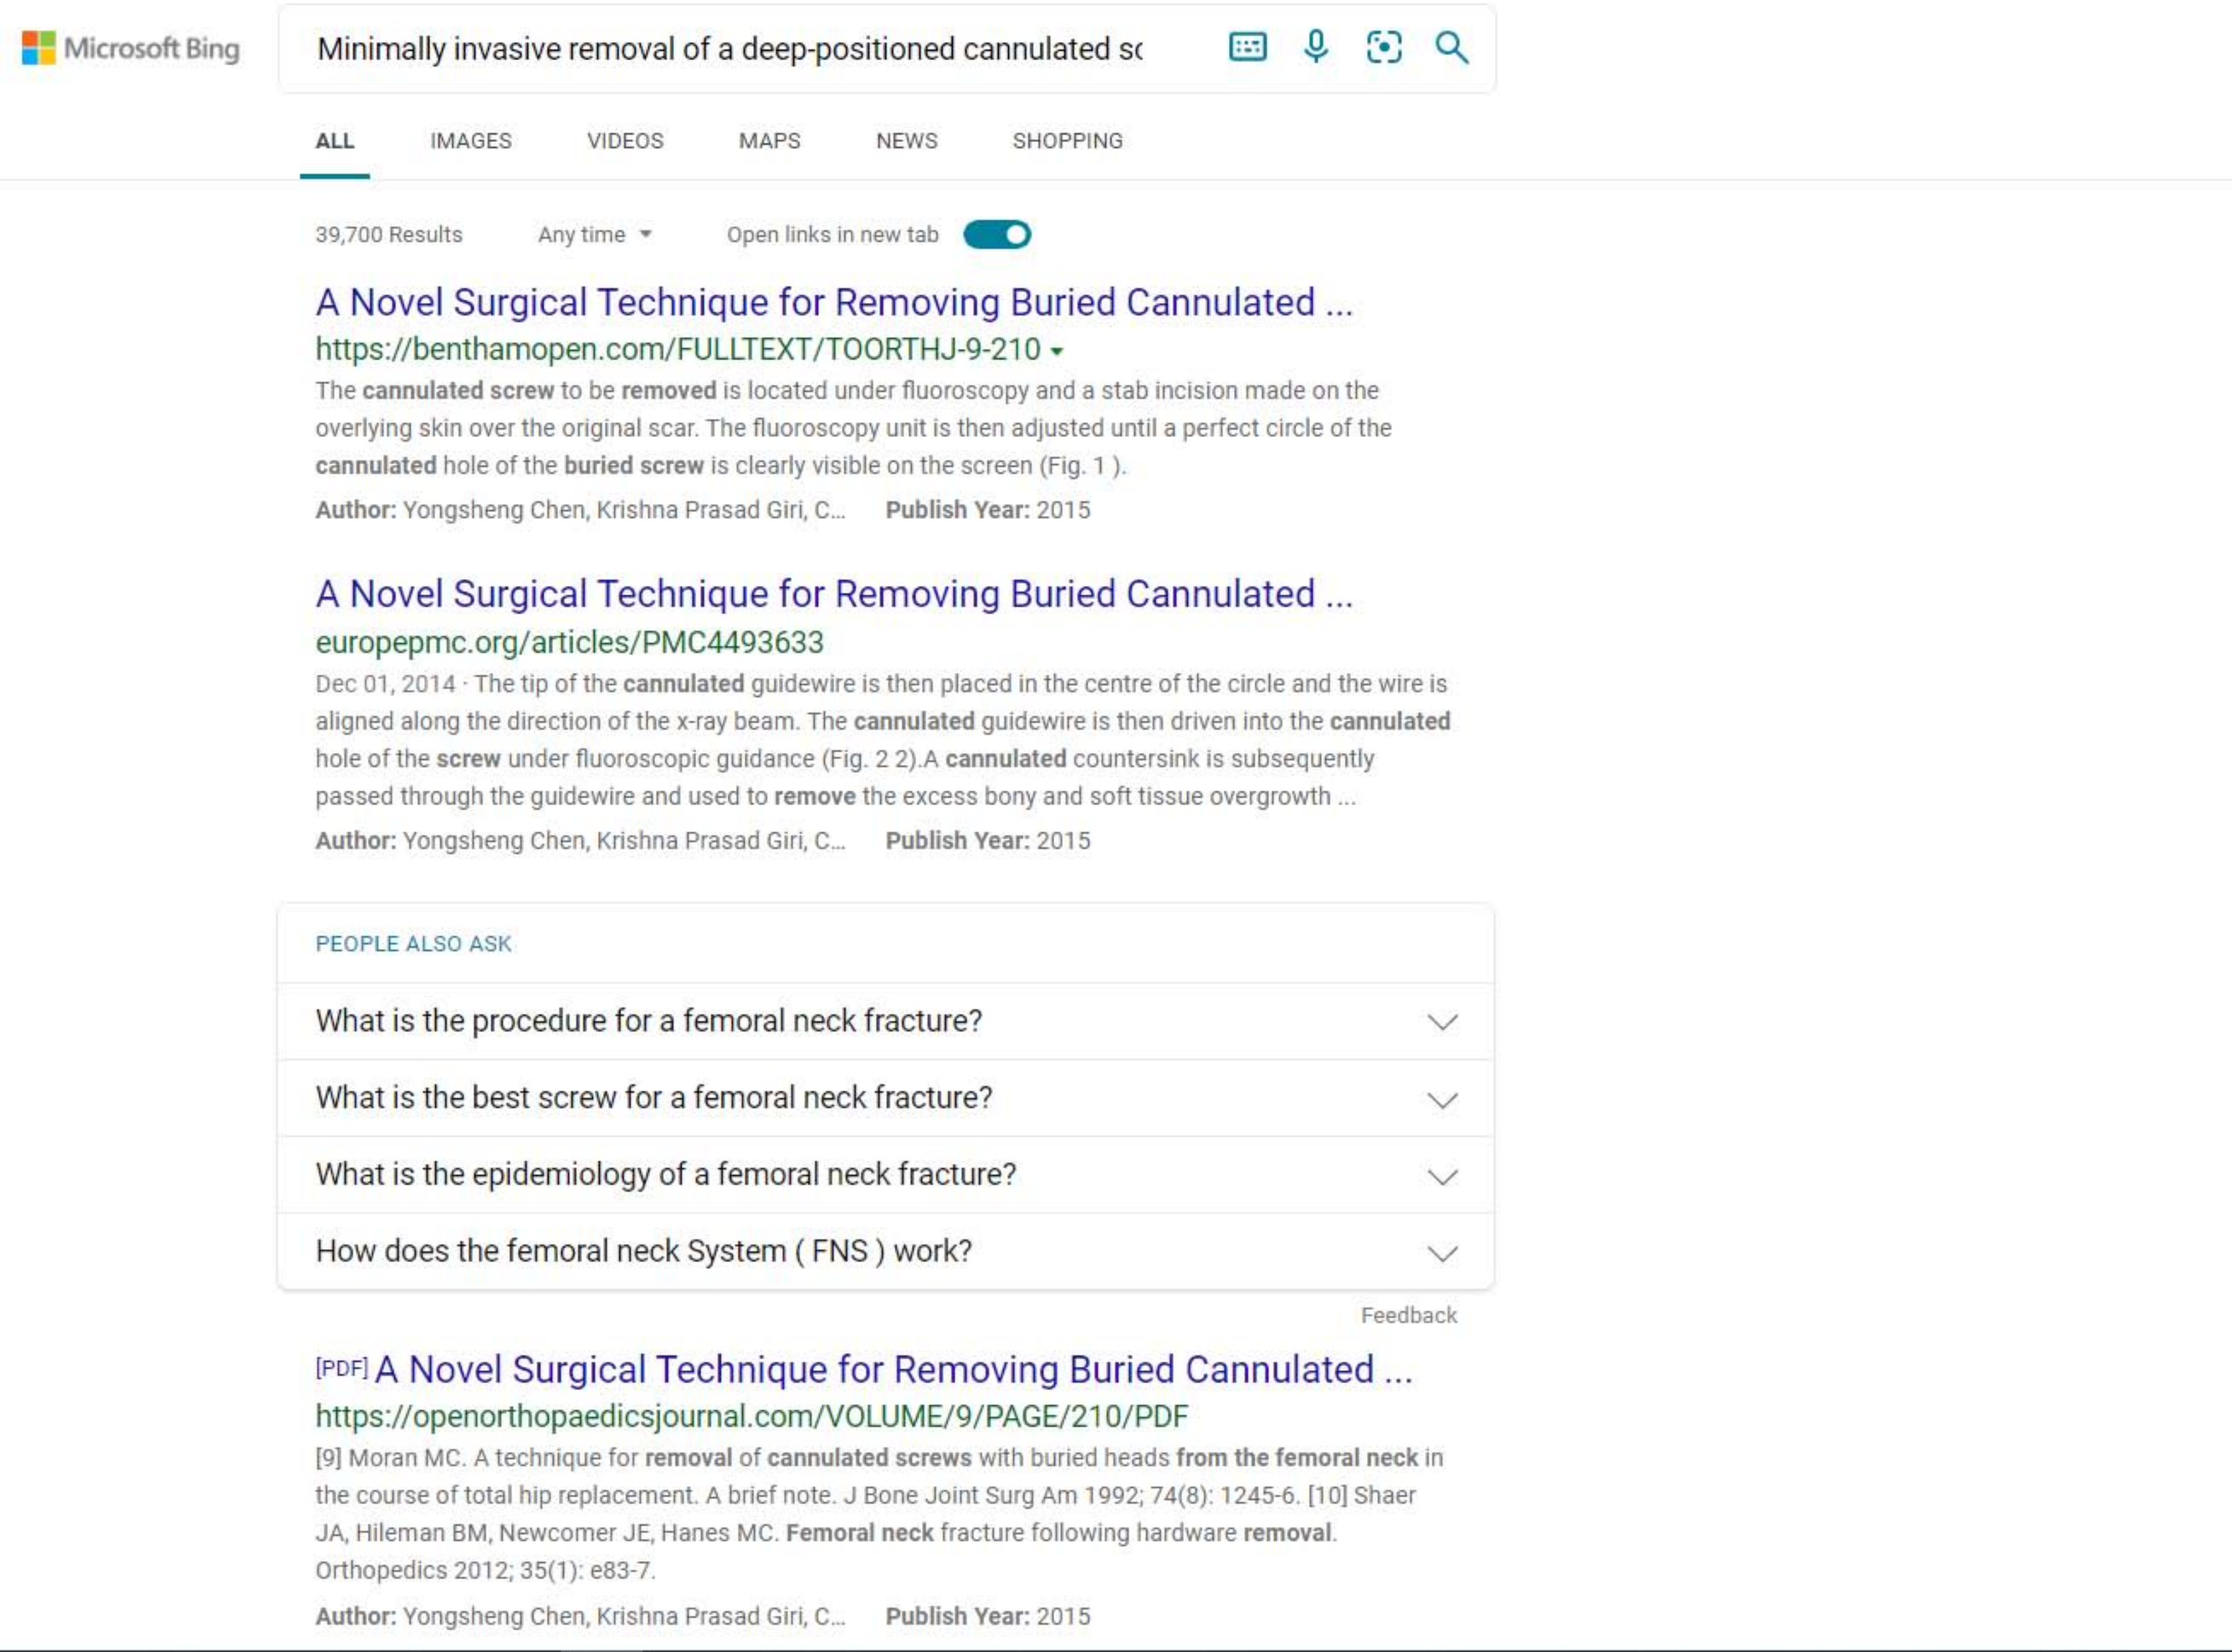 Microsoft Bing
Minimally invasive removal of a deep-positioned cannulated sc
ALL IMAGES VIDEOS MAPS NEWS SHOPPING
39,700 Results Any time Open links in new tab
A Novel Surgical Technique for Removing Buried Cannulated ...
https://benthamopen.com/FULLTEXT/TOORTHJ-9-210
The cannulated screw to be removed is located under fluoroscopy and a stab incision made on the
overlying skin over the original scar. The fluoroscopy unit is then adjusted until a perfect circle of the
cannulated hole of the buried screw is clearly visible on the screen (Fig. 1 ).
Author: Yongsheng Chen, Krishna Prasad Giri, C... Publish Year: 2015
A Novel Surgical Technique for Removing Buried Cannulated ...
europepmc.org/articles/PMC4493633
Dec 01, 2014 · The tip of the cannulated guidewire is then placed in the centre of the circle and the wire is
aligned along the direction of the x-ray beam. The cannulated guidewire is then driven into the cannulated
hole of the screw under fluoroscopic guidance (Fig. 2 2).A cannulated countersink is subsequently
passed through the guidewire and used to remove the excess bony and soft tissue overgrowth ...
Author: Yongsheng Chen, Krishna Prasad Giri, C... Publish Year: 2015
PEOPLE ALSO ASK
What is the procedure for a femoral neck fracture?
What is the best screw for a femoral neck fracture?
What is the epidemiology of a femoral neck fracture?
How does the femoral neck System ( FNS ) work?
Feedback
[PDF] A Novel Surgical Technique for Removing Buried Cannulated ...
https://openorthopaedicsjournal.com/VOLUME/9/PAGE/210/PDF
[9] Moran MC. A technique for removal of cannulated screws with buried heads from the femoral neck in
the course of total hip replacement. A brief note. J Bone Joint Surg Am 1992; 74(8): 1245-6. [10] Shaer
JA, Hileman BM, Newcomer JE, Hanes MC. Femoral neck fracture following hardware removal.
Orthopedics 2012; 35(1): e83-7.
Author: Yongsheng Chen, Krishna Prasad Giri, C... Publish Year: 2015